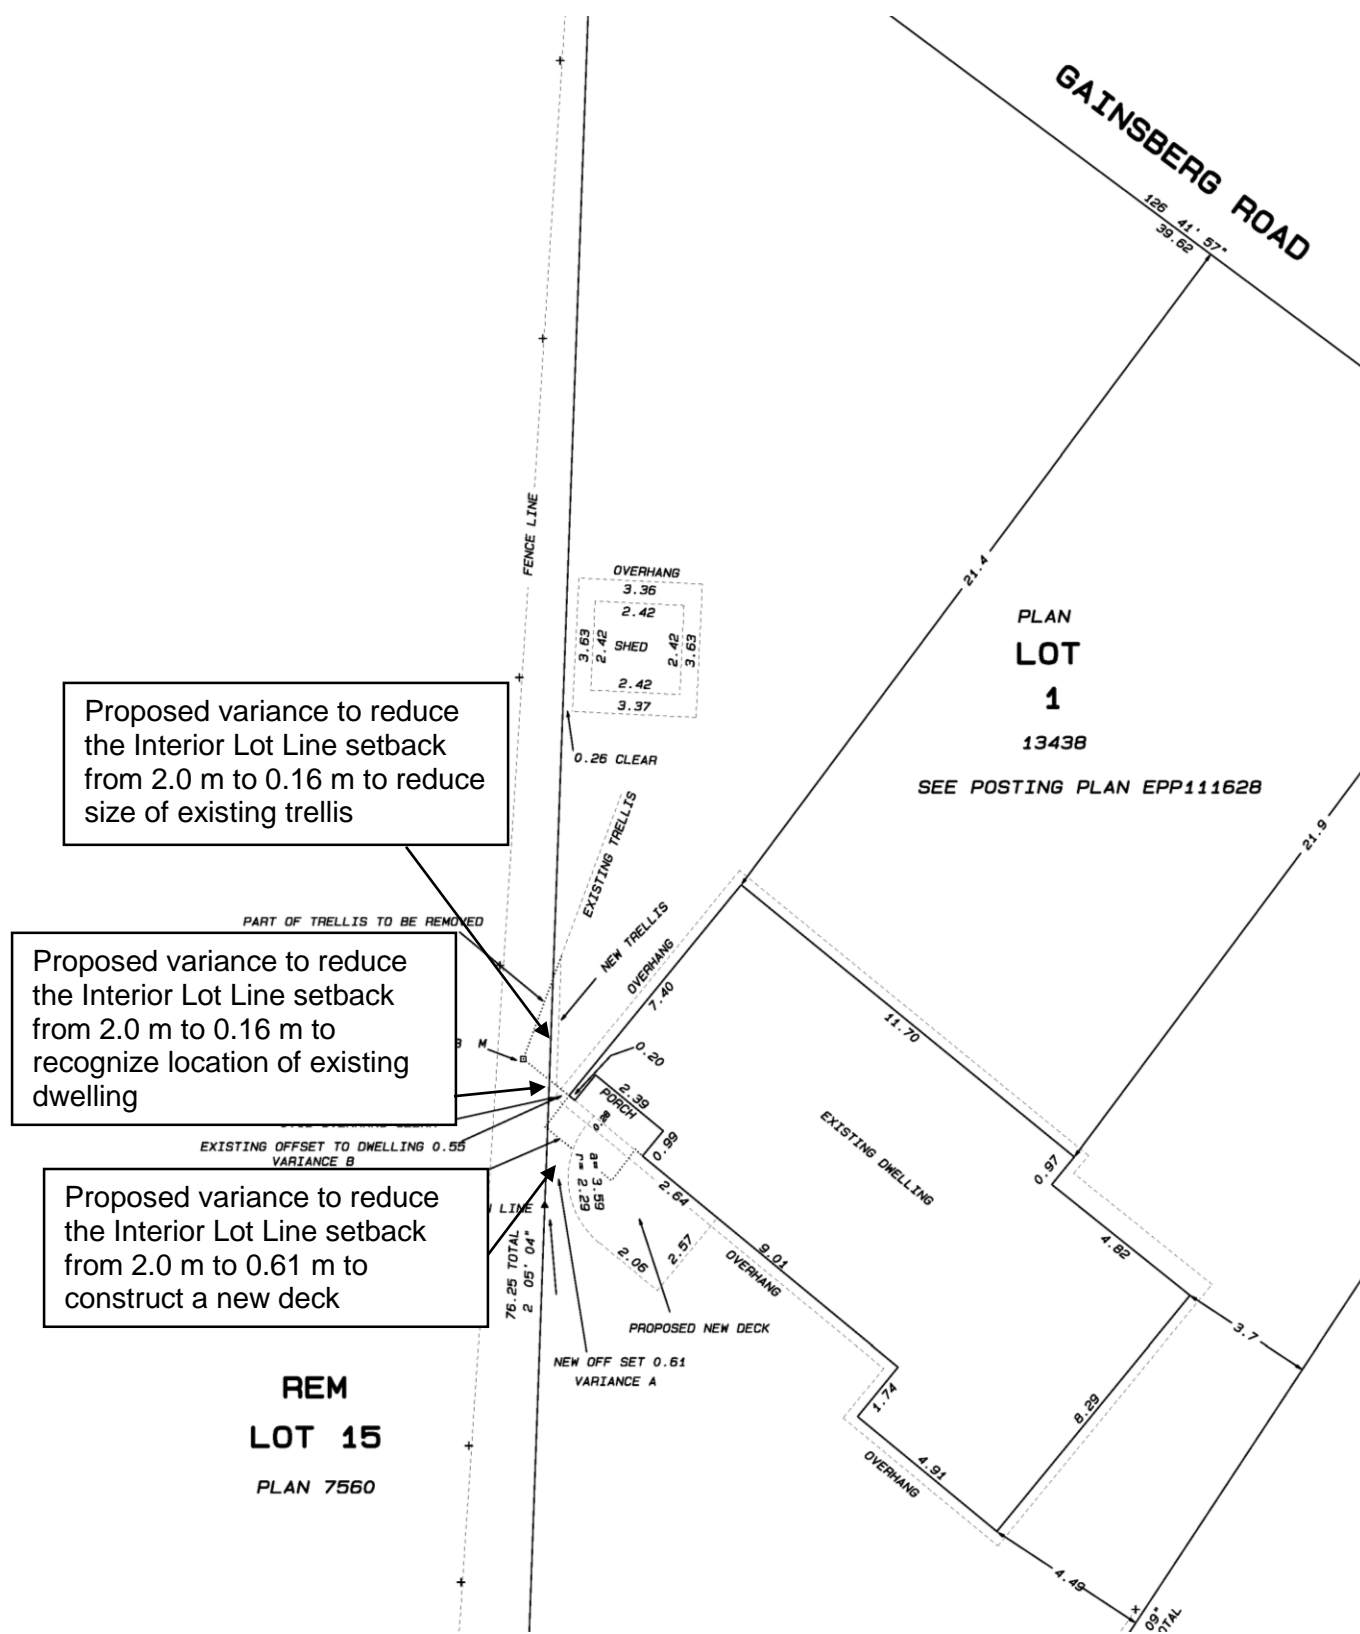 GAINSBERG ROAD
126 41' 57"
39.62
FENCE LINE
21.4
OVERHANG
3.36
2.42
3.63
2.42
SHED
2.42
3.63
2.42
3.37
0.26 CLEAR
PLAN
LOT
1
13438
SEE POSTING PLAN EPP111628
21.9
Proposed variance to reduce
the Interior Lot Line setback
from 2.0 m to 0.16 m to reduce
size of existing trellis
EXISTING TRELLIS
PART OF TRELLIS TO BE REMOVED
NEW TRELLIS
OVERHANG
7.40
11.70
Proposed variance to reduce
the Interior Lot Line setback
from 2.0 m to 0.16 m to
recognize location of existing
dwelling
M
0.20
2.39
PORCH
0.99
EXISTING DWELLING
0.97
EXISTING OFFSET TO DWELLING 0.55
VARIANCE B
a= 3.59
r= 2.29
2.64
4.82
Proposed variance to reduce
the Interior Lot Line setback
from 2.0 m to 0.61 m to
construct a new deck
LINE
76.25 TOTAL
2 05' 04"
2.06
2.57
9.01
OVERHANG
PROPOSED NEW DECK
3.7
NEW OFF SET 0.61
VARIANCE A
1.74
8.29
REM
LOT 15
PLAN 7560
4.91
OVERHANG
4.49
09"